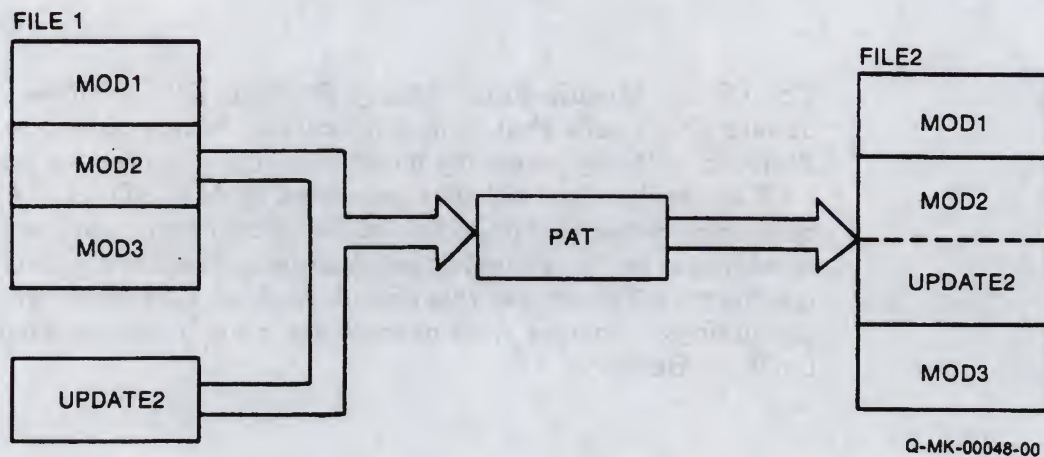 FILE 1
MOD1
MOD2
MOD3
UPDATE2
PAT
FILE2
MOD1
MOD2
UPDATE2
MOD3
Q-MK-00048-00